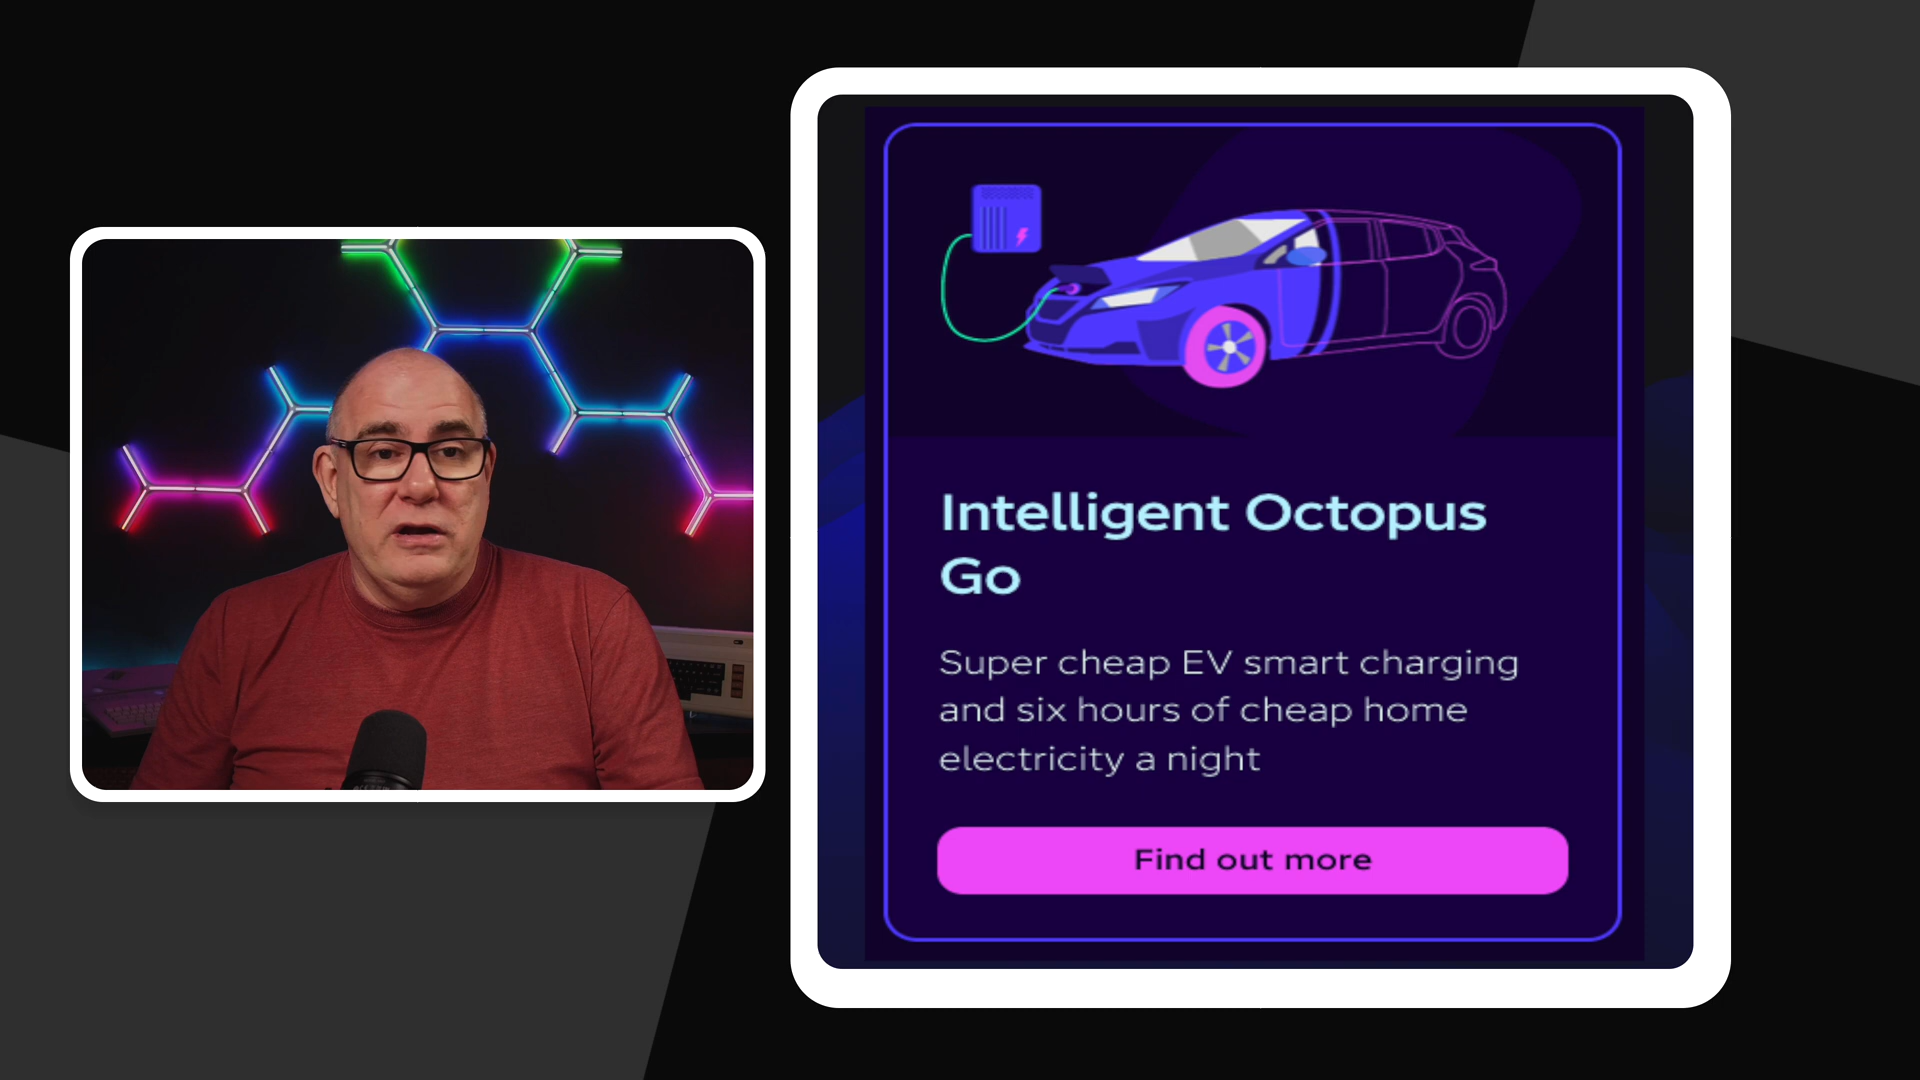 Intelligent Octopus
Go
Super cheap EV smart charging
and six hours of cheap home
electricity a night
Find out more